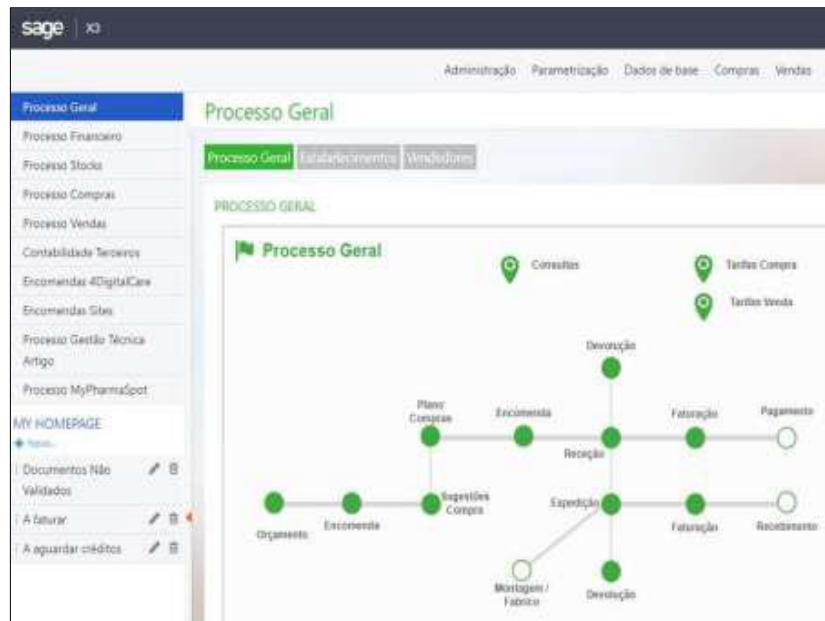 sage X3
Administração Parametrização Dados de base Compras Vendas
Processo Geral
Processo Financeiro
Processo Stocks
Processo Compras
Processo Vendas
Contabilidade Terceiros
Encomendas 4DigitalCare
Encomendas Sites
Processo Gestão Técnica
Artigo
Processo MyPharmaSpot
MY HOMEPAGE
Documentos Não
Validados
A faturar
A aguardar créditos
Processo Geral
Processo Geral Estabelecimentos Vendedores
PROCESSO GERAL
Processo Geral
Consultas
Tarifas Compra
Tarifas Venda
Devolução
Plano
Compras
Encomenda
Receção
Faturação
Pagamento
Orçamento
Encomenda
Sugestões
Compra
Expedição
Faturação
Recebimento
Montagem /
Fabrico
Devolução